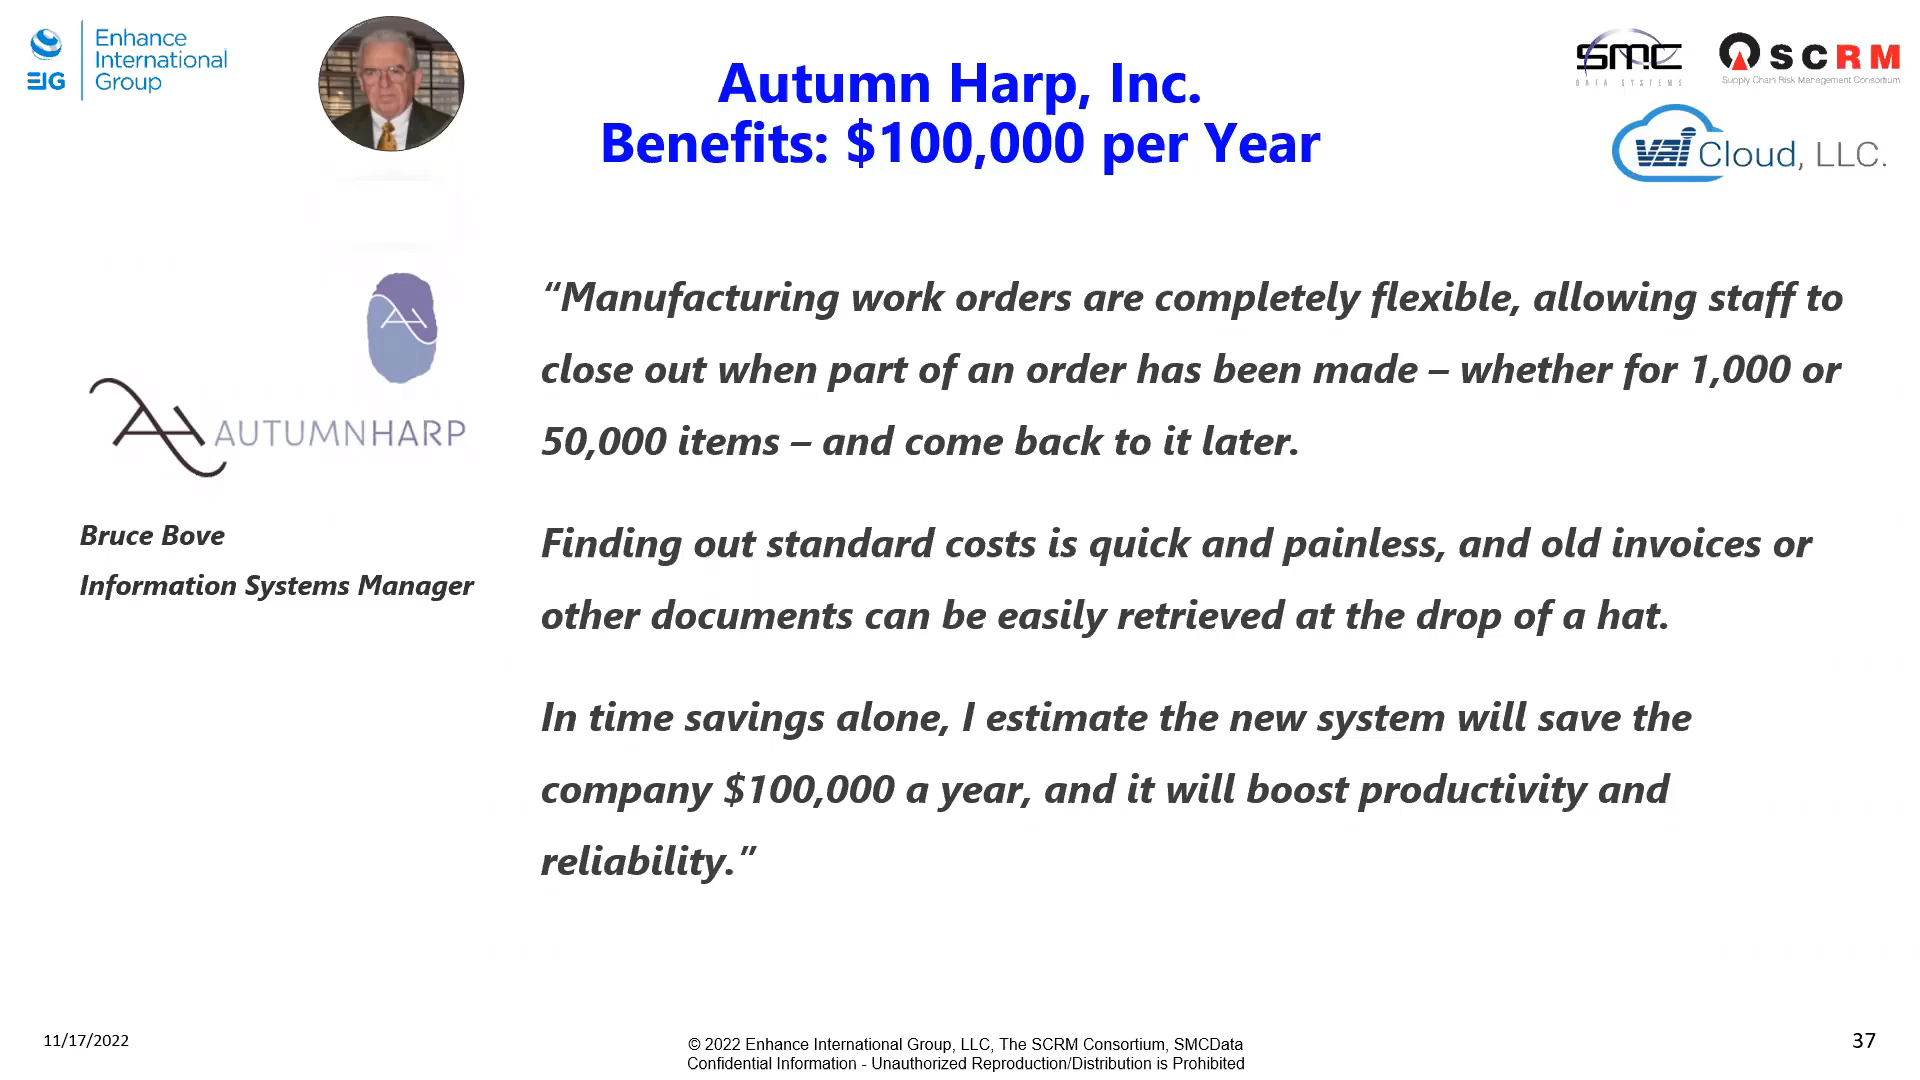 Enhance
International
Group
EIG
Autumn Harp, Inc.
Benefits: $100,000 per Year
SMC
DATA SYSTEMS
SCRM
Supply Chain Risk Management Consortium
vai Cloud, LLC.
AUTUMNHARP
Bruce Bove
Information Systems Manager
“Manufacturing work orders are completely flexible, allowing staff to
close out when part of an order has been made – whether for 1,000 or
50,000 items – and come back to it later.
Finding out standard costs is quick and painless, and old invoices or
other documents can be easily retrieved at the drop of a hat.
In time savings alone, I estimate the new system will save the
company $100,000 a year, and it will boost productivity and
reliability.”
11/17/2022
© 2022 Enhance International Group, LLC, The SCRM Consortium, SMCData
Confidential Information - Unauthorized Reproduction/Distribution is Prohibited
37